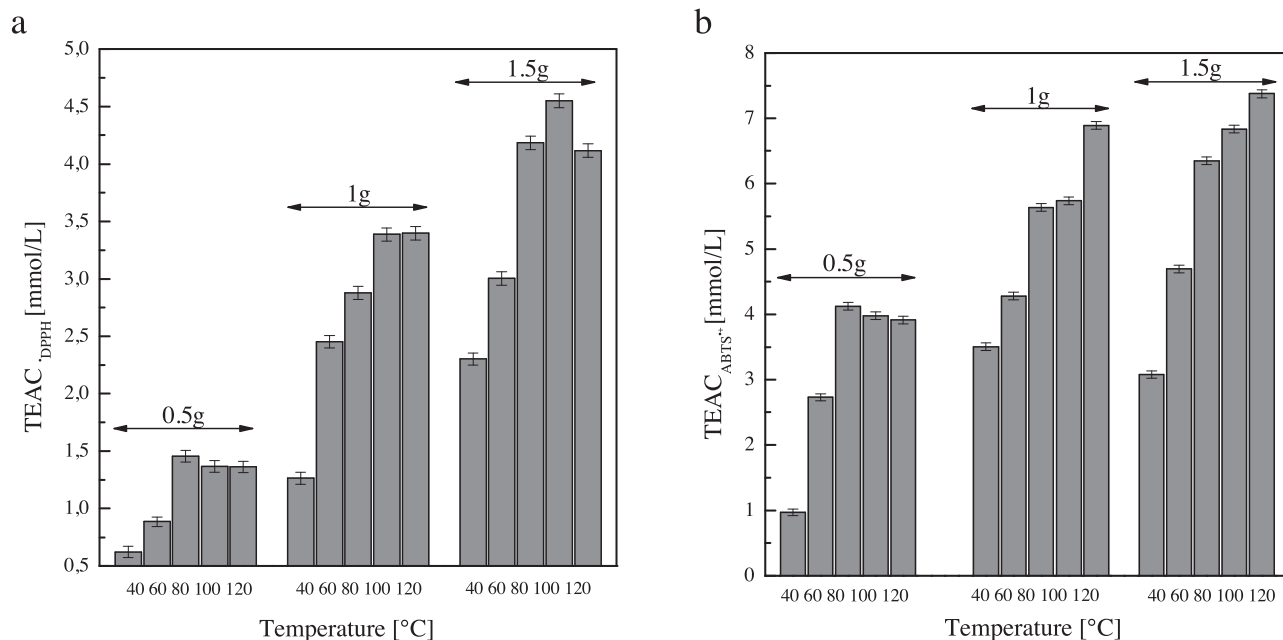 a
TEAC ·DPPH [mmol/L]
5,0
4,5
4,0
3,5
3,0
2,5
2,0
1,5
1,0
0,5
0.5g
1g
1.5g
40 60 80 100 120
40 60 80 100 120
40 60 80 100 120
Temperature [°C]
b
TEAC ABTS·+ [mmol/L]
8
7
6
5
4
3
2
1
0
0.5g
1g
1.5g
40 60 80 100 120
40 60 80 100 120
40 60 80 100 120
Temperature [°C]